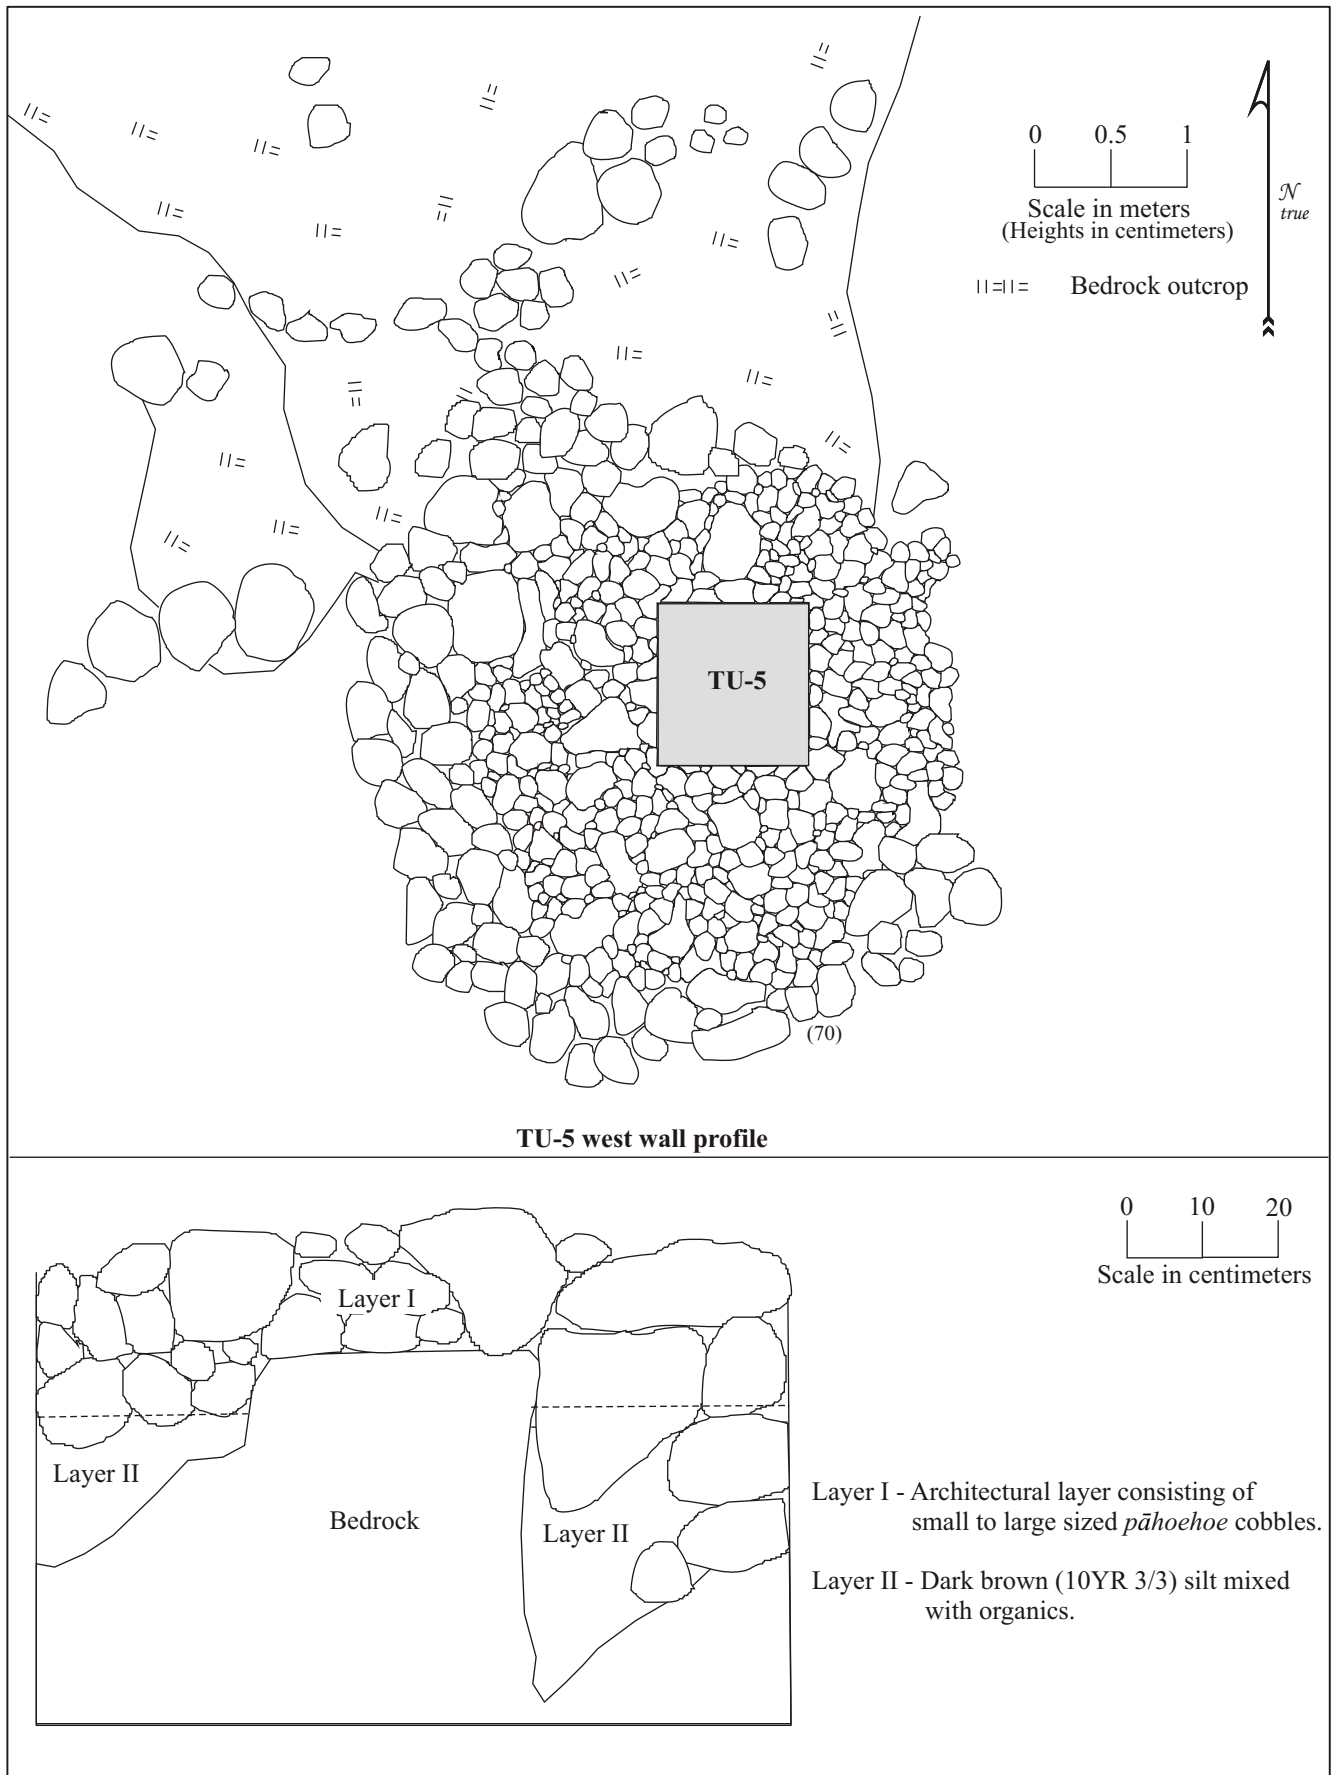 0 0.5 1
Scale in meters
(Heights in centimeters)
N
true
Bedrock outcrop
TU-5
(70)
TU-5 west wall profile
0 10 20
Scale in centimeters
Layer I
Layer II
Bedrock
Layer II
Layer I - Architectural layer consisting of
small to large sized pāhoehoe cobbles.
Layer II - Dark brown (10YR 3/3) silt mixed
with organics.